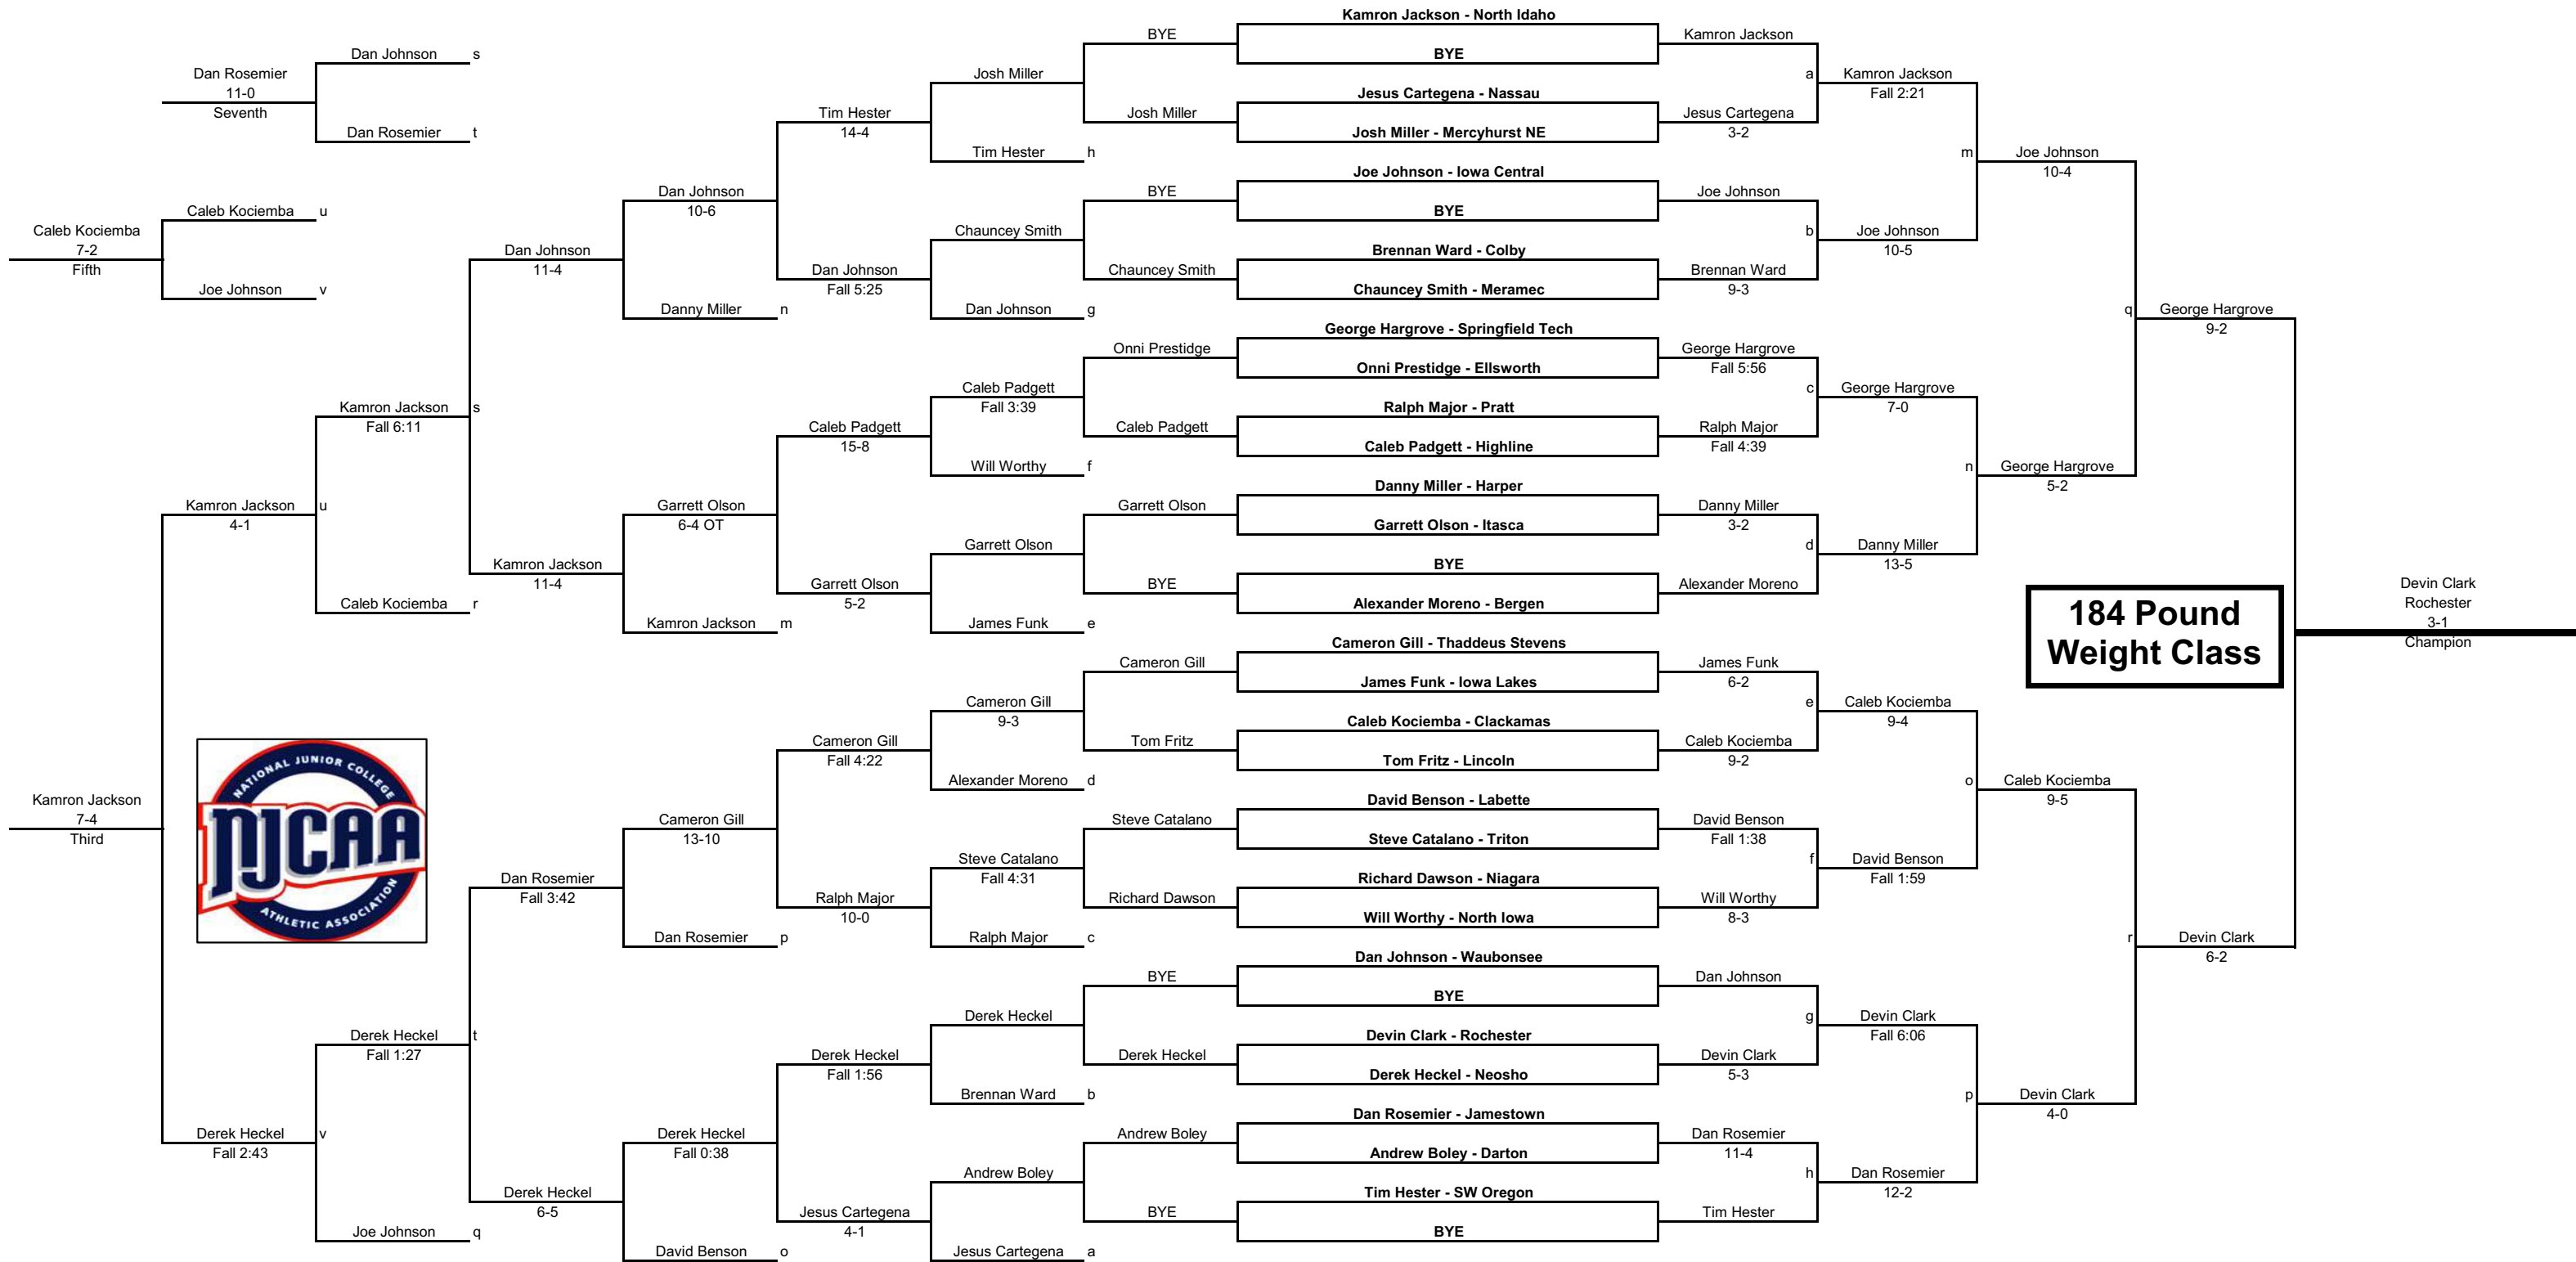 Kamron Jackson - North Idaho
BYE
Kamron Jackson
Dan Johnson
s
BYE
Dan Rosemier
Josh Miller
a
Kamron Jackson
11-0
Jesus Cartegena - Nassau
Fall 2:21
Seventh
Tim Hester
Josh Miller
Jesus Cartegena
Dan Rosemier
t
14-4
Josh Miller - Mercyhurst NE
3-2
Tim Hester
h
m
Joe Johnson
Joe Johnson - Iowa Central
10-4
Dan Johnson
BYE
Joe Johnson
Caleb Kociemba
u
10-6
BYE
Caleb Kociemba
Chauncey Smith
b
Joe Johnson
7-2
Dan Johnson
Brennan Ward - Colby
10-5
Fifth
11-4
Dan Johnson
Chauncey Smith
Brennan Ward
Joe Johnson
v
Fall 5:25
Chauncey Smith - Meramec
9-3
Danny Miller
n
Dan Johnson
g
q
George Hargrove
George Hargrove - Springfield Tech
9-2
Onni Prestidge
George Hargrove
Onni Prestidge - Ellsworth
Fall 5:56
Caleb Padgett
c
George Hargrove
Kamron Jackson
s
Fall 3:39
Ralph Major - Pratt
7-0
Fall 6:11
Caleb Padgett
Caleb Padgett
Ralph Major
15-8
Caleb Padgett - Highline
Fall 4:39
Will Worthy
f
n
George Hargrove
Danny Miller - Harper
5-2
Kamron Jackson
u
Garrett Olson
Garrett Olson
Danny Miller
4-1
6-4 OT
Garrett Olson - Itasca
3-2
Garrett Olson
d
Danny Miller
Kamron Jackson
BYE
13-5
11-4
Garrett Olson
BYE
Alexander Moreno
Devin Clark
Caleb Kociemba
r
5-2
Alexander Moreno - Bergen
184 Pound
Rochester
Kamron Jackson
m
James Funk
e
3-1
Cameron Gill - Thaddeus Stevens
Weight Class
Champion
Cameron Gill
James Funk
James Funk - Iowa Lakes
6-2
Cameron Gill
e
Caleb Kociemba
9-3
Caleb Kociemba - Clackamas
9-4
Cameron Gill
Tom Fritz
Caleb Kociemba
Fall 4:22
Tom Fritz - Lincoln
9-2
NATIONAL JUNIOR COLLEGE
Alexander Moreno
d
o
Caleb Kociemba
Kamron Jackson
David Benson - Labette
9-5
7-4
NJCAA
Cameron Gill
Steve Catalano
David Benson
Third
13-10
Steve Catalano - Triton
Fall 1:38
Steve Catalano
f
David Benson
Dan Rosemier
Fall 4:31
Richard Dawson - Niagara
Fall 1:59
Fall 3:42
Ralph Major
Richard Dawson
Will Worthy
ATHLETIC ASSOCIATION
10-0
Will Worthy - North Iowa
8-3
Dan Rosemier
p
Ralph Major
c
r
Devin Clark
Dan Johnson - Waubonsee
6-2
BYE
Dan Johnson
BYE
Derek Heckel
g
Devin Clark
Derek Heckel
t
Devin Clark - Rochester
Fall 6:06
Fall 1:27
Derek Heckel
Derek Heckel
Devin Clark
Fall 1:56
Derek Heckel - Neosho
5-3
Brennan Ward
b
p
Devin Clark
Dan Rosemier - Jamestown
4-0
Derek Heckel
v
Derek Heckel
Andrew Boley
Dan Rosemier
Fall 2:43
Fall 0:38
Andrew Boley - Darton
11-4
Andrew Boley
h
Dan Rosemier
Derek Heckel
Tim Hester - SW Oregon
12-2
6-5
Jesus Cartegena
BYE
Tim Hester
Joe Johnson
q
4-1
BYE
David Benson
o
Jesus Cartegena
a